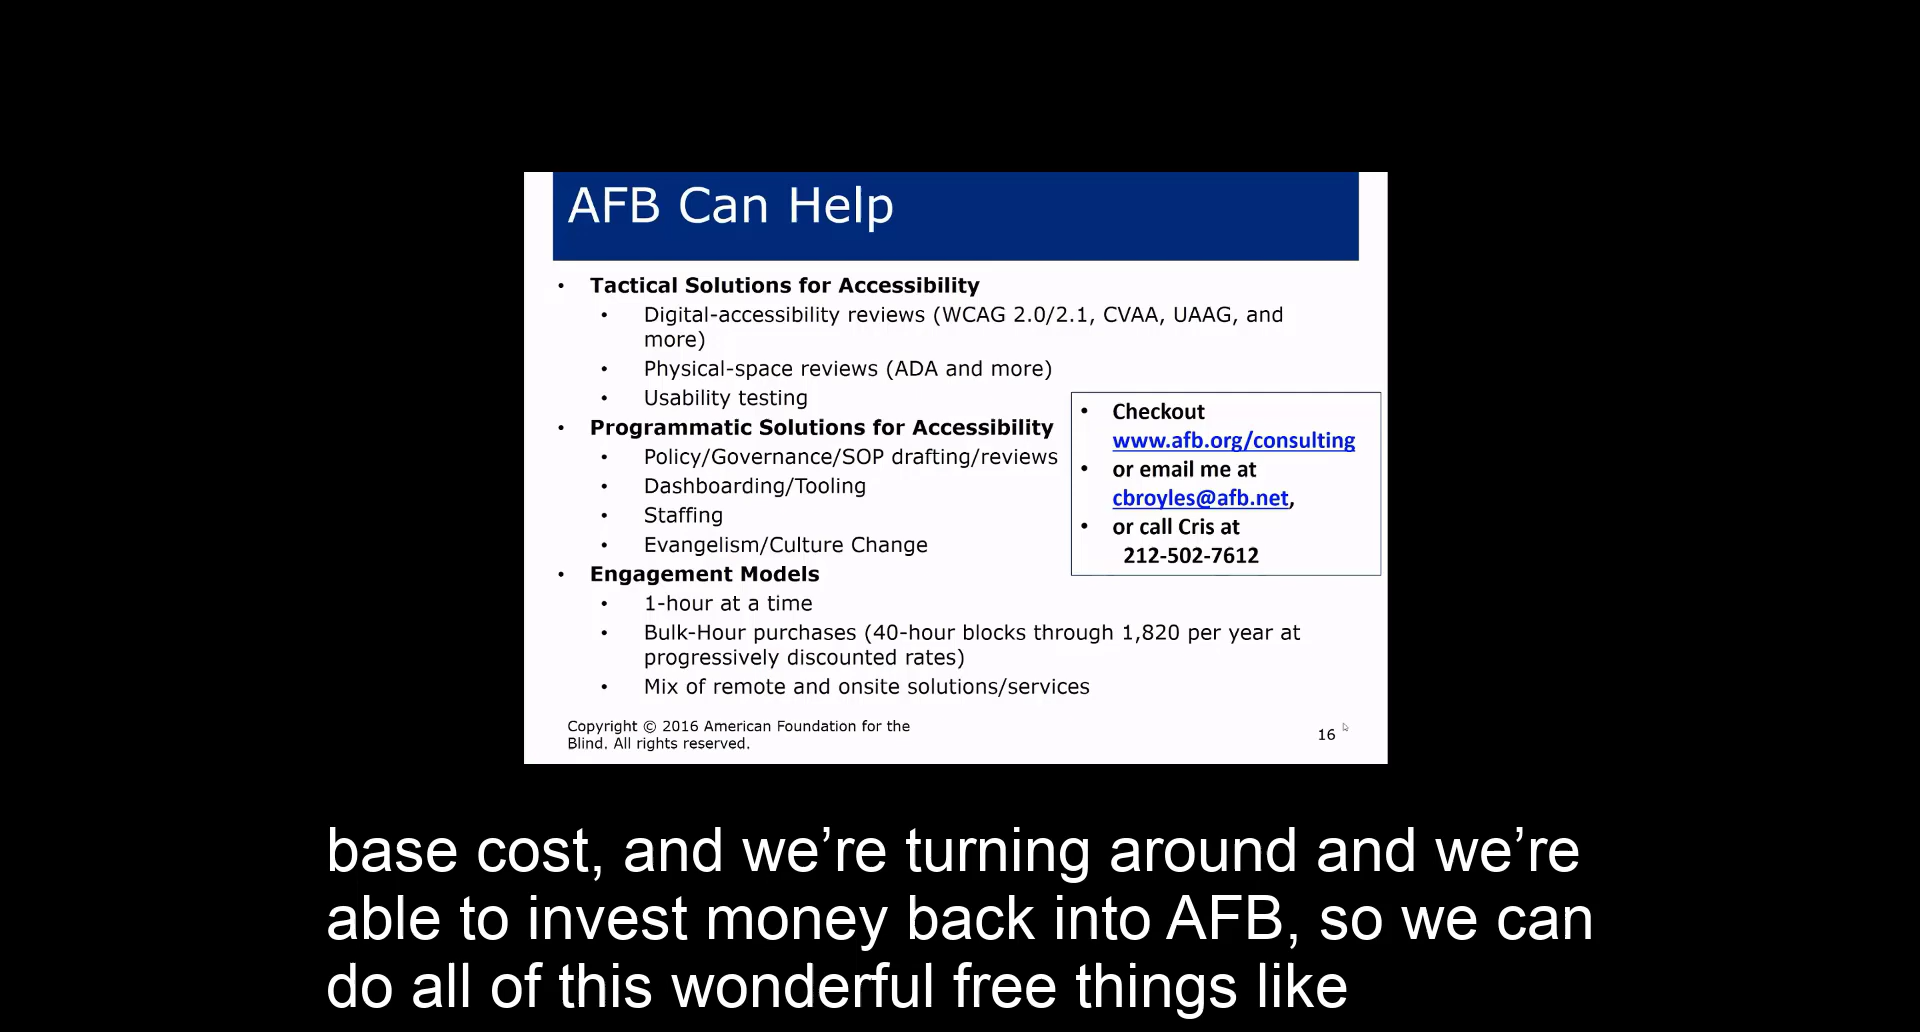 AFB Can Help
• Tactical Solutions for Accessibility
• Digital-accessibility reviews (WCAG 2.0/2.1, CVAA, UAAG, and
more)
• Physical-space reviews (ADA and more)
• Usability testing
• Programmatic Solutions for Accessibility
• Policy/Governance/SOP drafting/reviews
• Dashboarding/Tooling
• Staffing
• Evangelism/Culture Change
• Engagement Models
• 1-hour at a time
• Bulk-Hour purchases (40-hour blocks through 1,820 per year at
progressively discounted rates)
• Mix of remote and onsite solutions/services
• Checkout
www.afb.org/consulting
• or email me at
cbroyles@afb.net,
• or call Cris at
212-502-7612
Copyright © 2016 American Foundation for the
Blind. All rights reserved.
16
base cost, and we’re turning around and we’re
able to invest money back into AFB, so we can
do all of this wonderful free things like